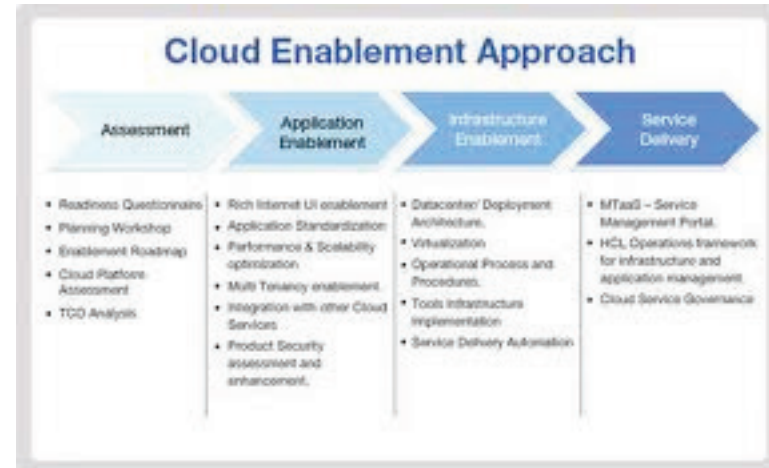 Cloud Enablement Approach
Assessment
Application
Enablement
Infrastructure
Enablement
Service
Delivery
• Readiness Questionnaire
• Planning Workshop
• Enablement Roadmap
• Cloud Platform
Assessment
• TCO Analysis
• Rich Internet UI enablement
• Application Standardization
• Performance & Scalability
optimization
• Multi Tenancy enablement.
• Integration with other Cloud
Services
• Product Security
assessment and
enhancement.
• Datacenter/ Deployment
Architecture.
• Virtualization
• Operational Process and
Procedures.
• Tools Infrastructure
Implementation
• Service Delivery Automation
• MTaaS – Service
Management Portal.
• HCL Operations framework
for infrastructure and
application management.
• Cloud Service Governance